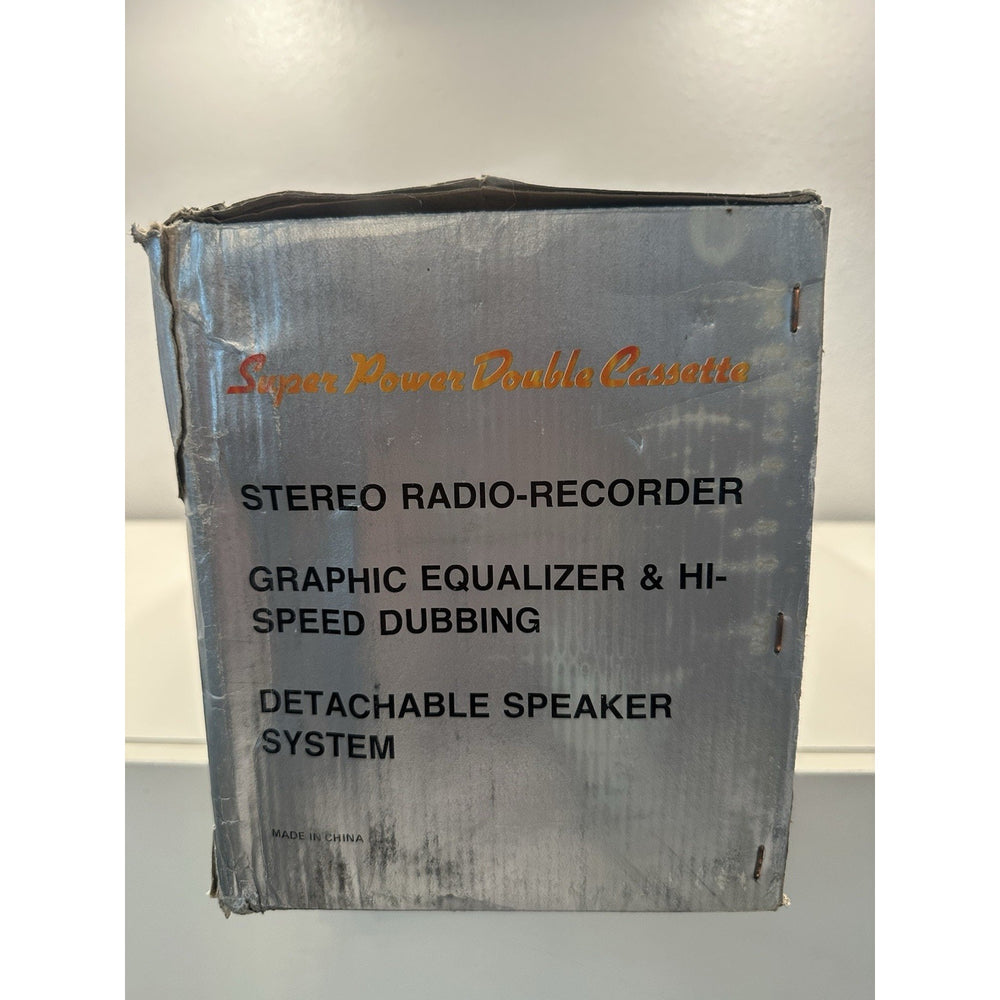 Super Power Double Cassette
STEREO RADIO-RECORDER
GRAPHIC EQUALIZER & HI-
SPEED DUBBING
DETACHABLE SPEAKER
SYSTEM
MADE IN CHINA